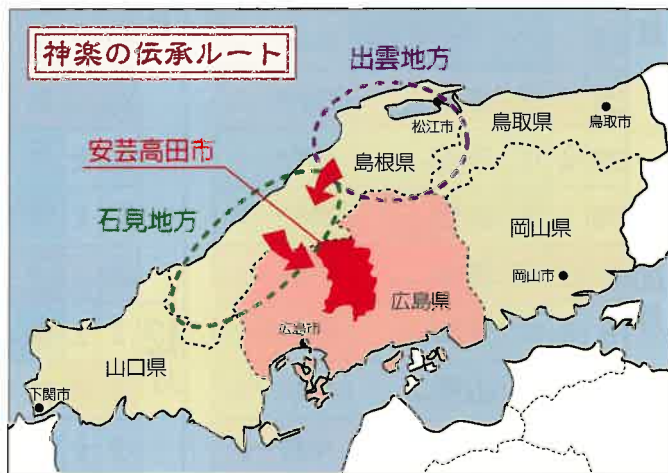 神楽の伝承ルート
出雲地方
松江市
鳥取県
鳥取市
安芸高田市
島根県
石見地方
岡山県
岡山市
広島県
広島市
山口県
下関市